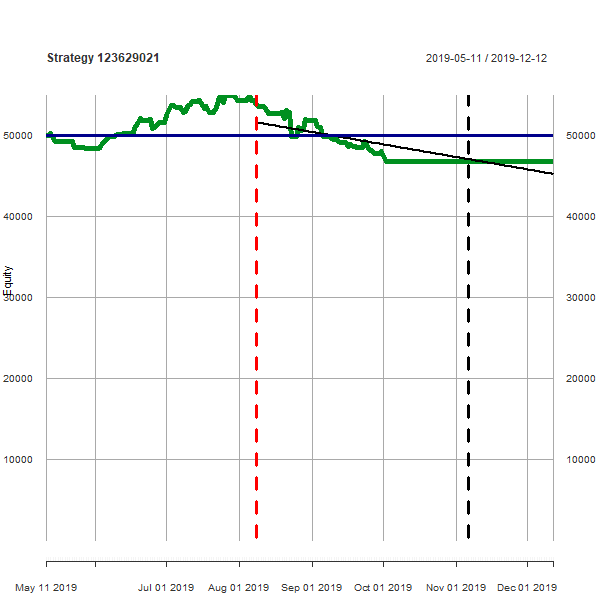 Strategy 123629021
2019-05-11 / 2019-12-12
50000
50000
40000
40000
Equity
30000
30000
20000
20000
10000
10000
May 11 2019
Jul 01 2019
Aug 01 2019
Sep 01 2019
Oct 01 2019
Nov 01 2019
Dec 01 2019